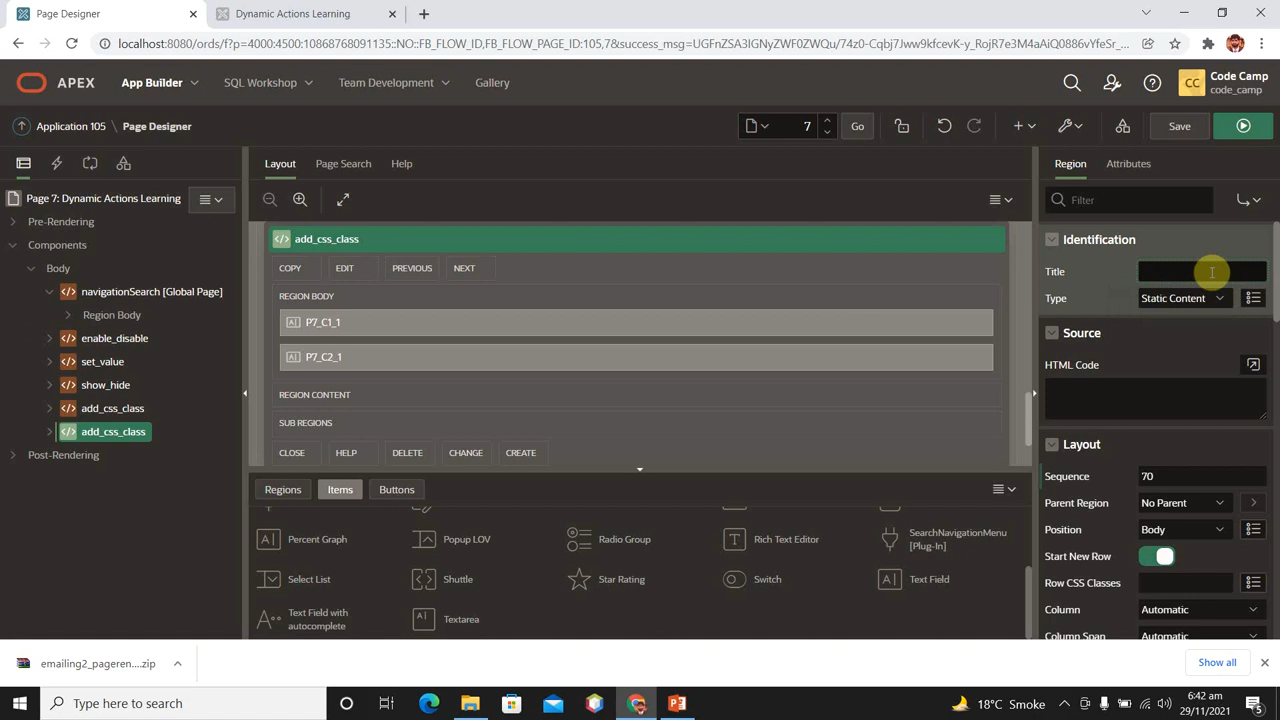 Page Designer
Dynamic Actions Learning
localhost:8080/ords/f?p=4000:4500:10868768091135::NO::FB_FLOW_ID,FB_FLOW_PAGE_ID:105,7&success_msg=UGFnZSA3IGNyZWF0ZWQu/74z0-Cqbj7Jww9kfcevK-y_RojR7e3M4aAiQ0886vYfeSr_...
APEX
App Builder
SQL Workshop
Team Development
Gallery
CC
Code Camp
code_camp
Application 105
Page Designer
7
Go
Save
Layout
Page Search
Help
Region
Attributes
Page 7: Dynamic Actions Learning
Filter
Pre-Rendering
Components
Body
navigationSearch [Global Page]
Region Body
enable_disable
set_value
show_hide
add_css_class
add_css_class
Post-Rendering
add_css_class
COPY
EDIT
PREVIOUS
NEXT
REGION BODY
P7_C1_1
P7_C2_1
REGION CONTENT
SUB REGIONS
CLOSE
HELP
DELETE
CHANGE
CREATE
Regions
Items
Buttons
Percent Graph
Popup LOV
Radio Group
Rich Text Editor
SearchNavigationMenu
[Plug-In]
Select List
Shuttle
Star Rating
Switch
Text Field
Text Field with
autocomplete
Textarea
Identification
Title
Type
Static Content
Source
HTML Code
Layout
Sequence
70
Parent Region
No Parent
Position
Body
Start New Row
Row CSS Classes
Column
Automatic
Column Span
Automatic
emailing2_pageren....zip
Show all
Type here to search
18°C Smoke
6:42 am
29/11/2021
5